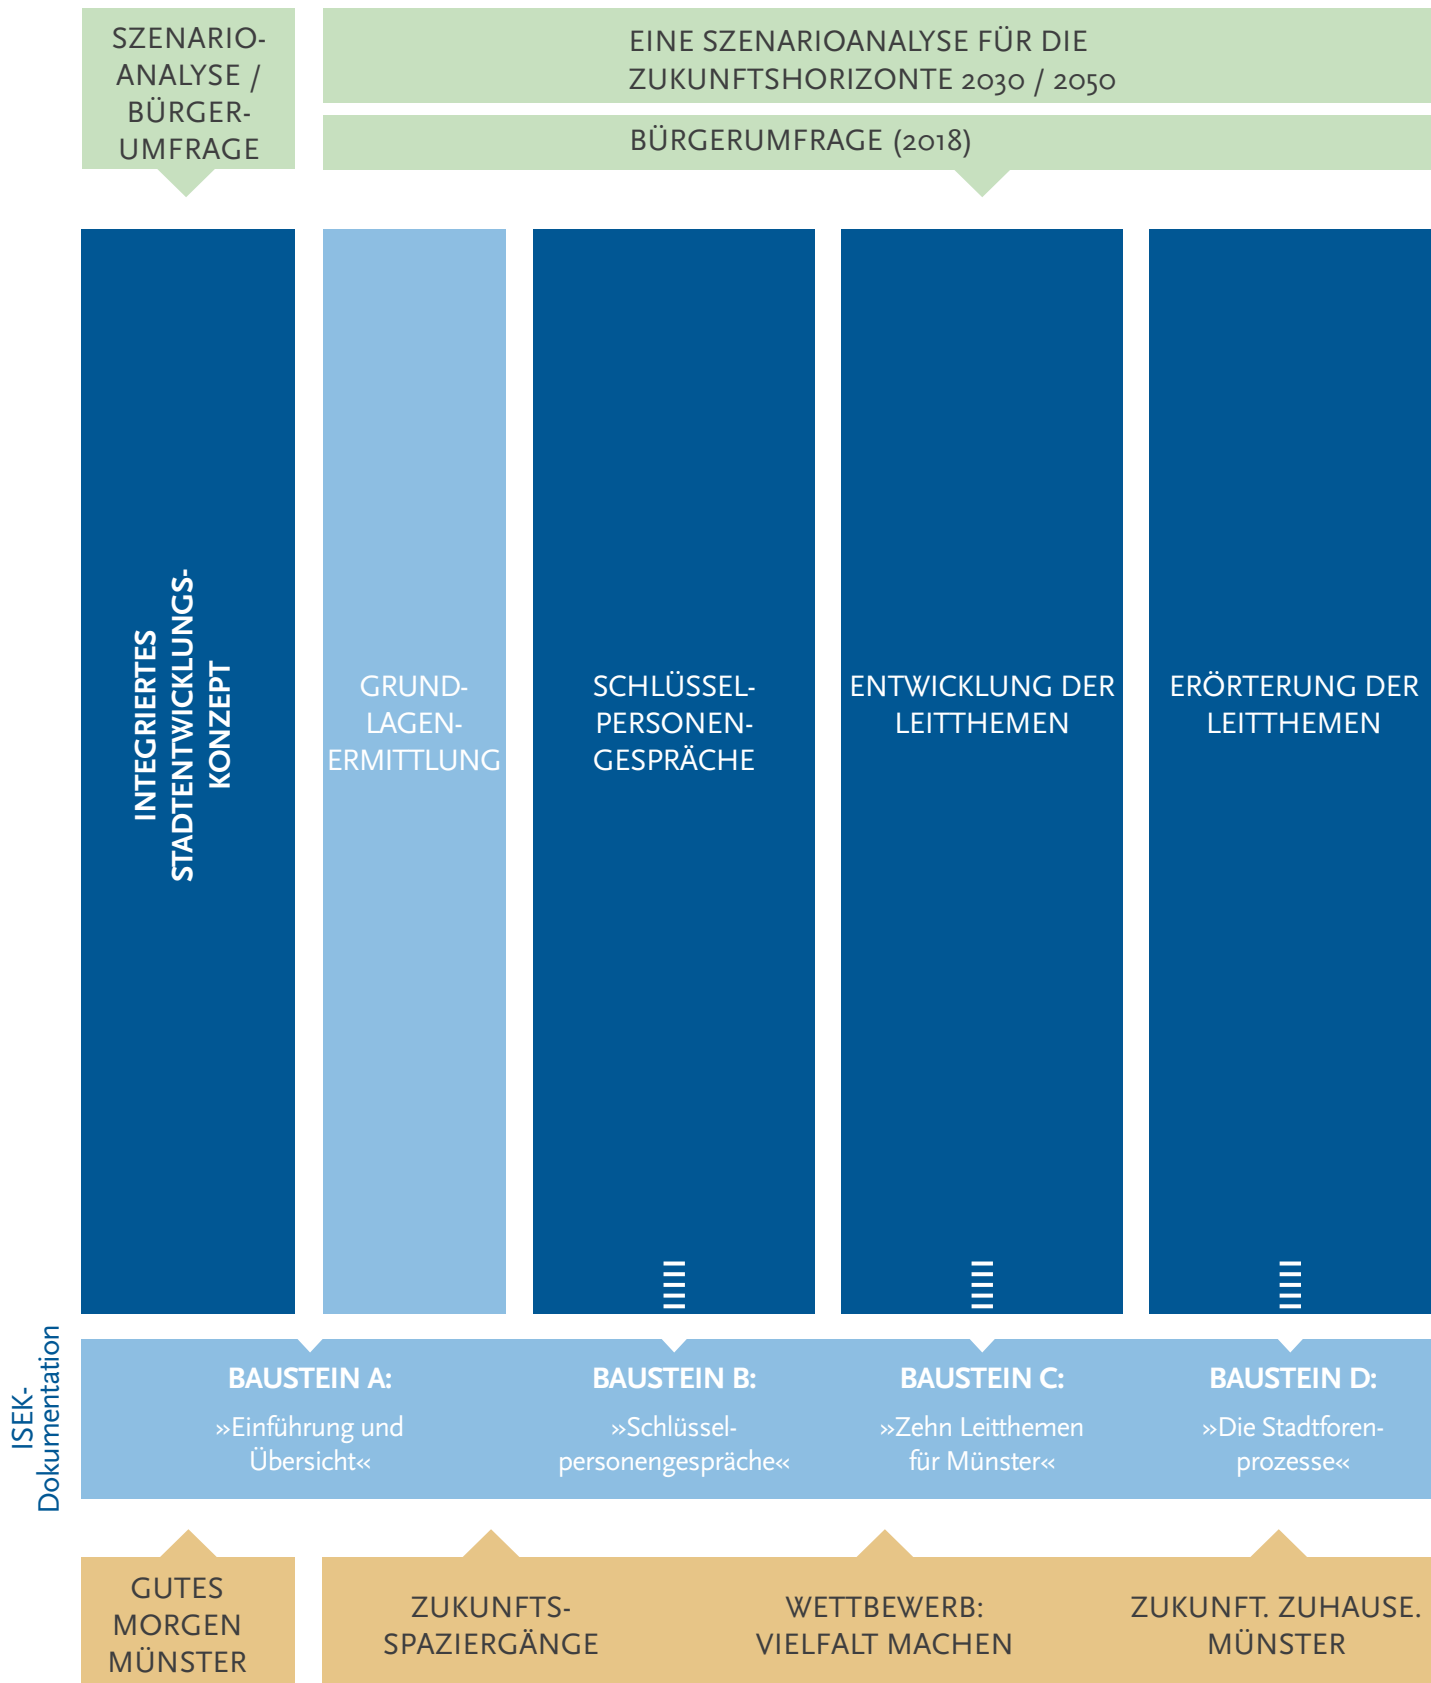 SZENARIO-
ANALYSE /
BÜRGER-
UMFRAGE
EINE SZENARIOANALYSE FÜR DIE
ZUKUNFTSHORIZONTE 2030 / 2050
BÜRGERUMFRAGE (2018)
INTEGRIERTES
STADTENTWICKLUNGS-
KONZEPT
GRUND-
LAGEN-
ERMITTLUNG
SCHLÜSSEL-
PERSONEN-
GESPRÄCHE
ENTWICKLUNG DER
LEITTHEMEN
ERÖRTERUNG DER
LEITTHEMEN
ISEK-
Dokumentation
BAUSTEIN A:
»Einführung und
Übersicht«
BAUSTEIN B:
»Schlüssel-
personengespräche«
BAUSTEIN C:
»Zehn Leitthemen
für Münster«
BAUSTEIN D:
»Die Stadtforen-
prozesse«
GUTES
MORGEN
MÜNSTER
ZUKUNFTS-
SPAZIERGÄNGE
WETTBEWERB:
VIELFALT MACHEN
ZUKUNFT. ZUHAUSE.
MÜNSTER